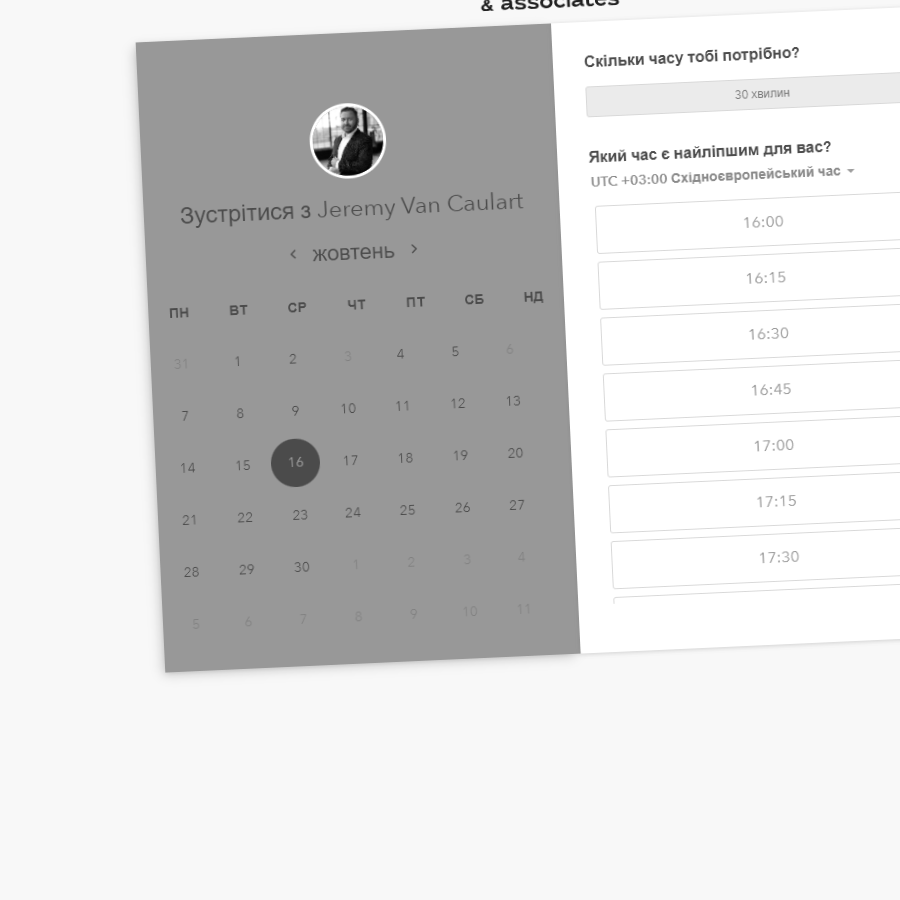 & associates
Зустрітися з Jeremy Van Caulart
жовтень
ПН ВТ СР ЧТ ПТ СБ НД
31 1 2 3 4 5 6
7 8 9 10 11 12 13
14 15 16 17 18 19 20
21 22 23 24 25 26 27
28 29 30 1 2 3 4
5 6 7 8 9 10 11
Скільки часу тобі потрібно?
30 хвилин
Який час є найліпшим для вас?
UTC +03:00 Східноєвропейський час
16:00
16:15
16:30
16:45
17:00
17:15
17:30